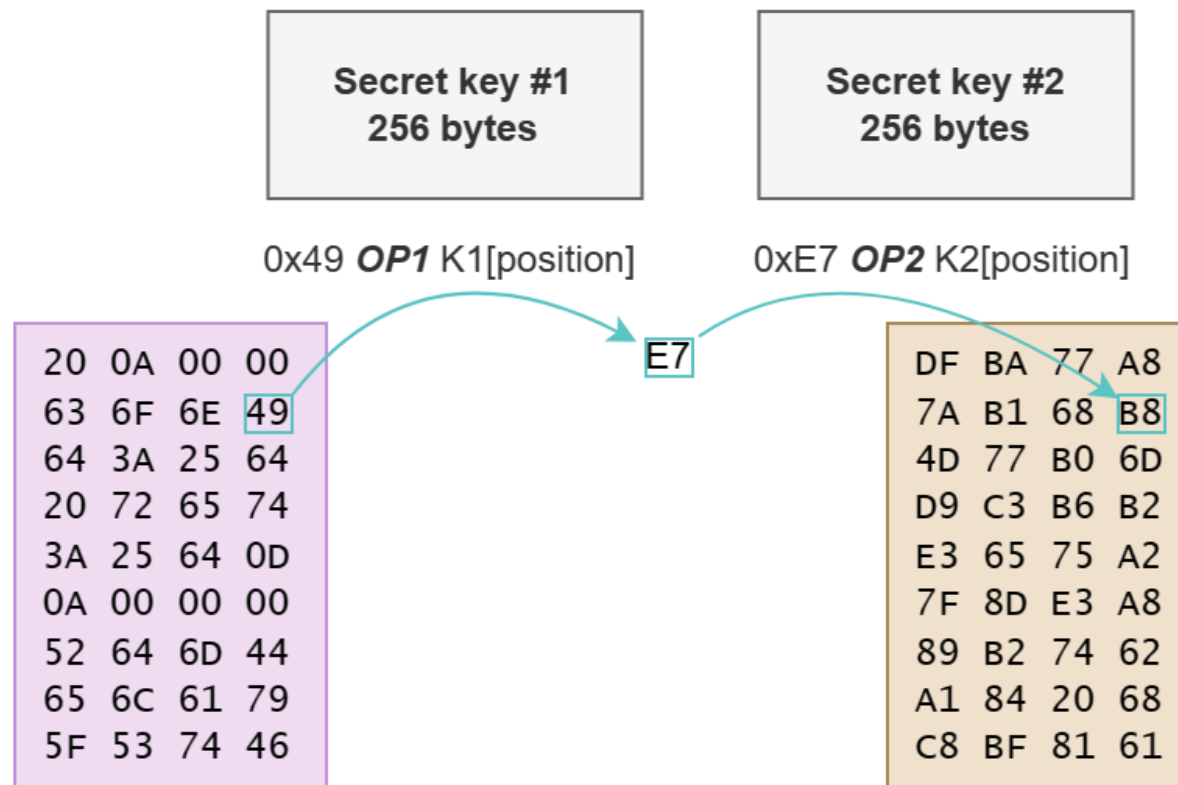 Secret key #1
256 bytes
Secret key #2
256 bytes
0x49 OP1 K1[position]
0xE7 OP2 K2[position]
20 0A 00 00
63 6F 6E 49
64 3A 25 64
20 72 65 74
3A 25 64 0D
0A 00 00 00
52 64 6D 44
65 6C 61 79
5F 53 74 46
E7
DF BA 77 A8
7A B1 68 B8
4D 77 B0 6D
D9 C3 B6 B2
E3 65 75 A2
7F 8D E3 A8
89 B2 74 62
A1 84 20 68
C8 BF 81 61